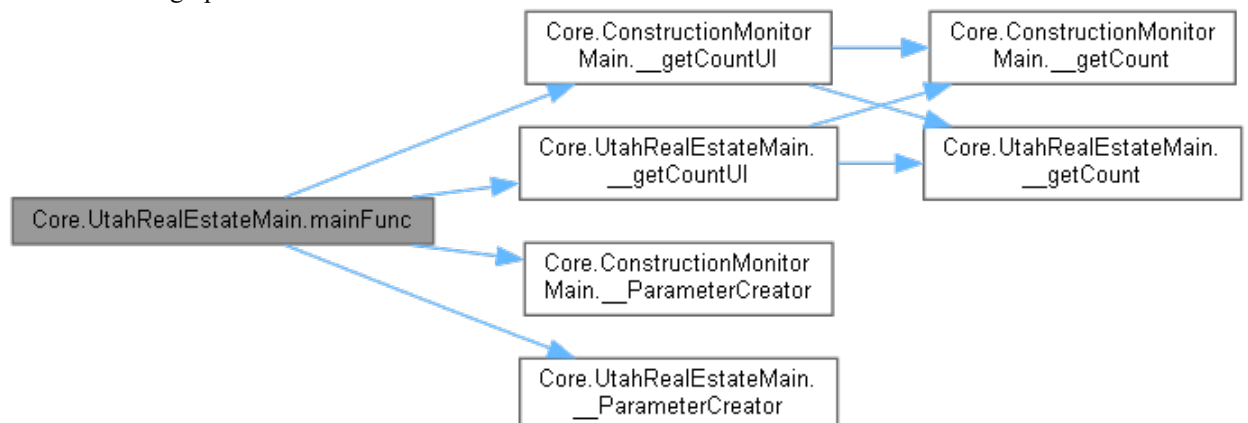 Core.ConstructionMonitor
Main.__getCountUI
Core.ConstructionMonitor
Main.__getCount
Core.UtahRealEstateMain.
__getCountUI
Core.UtahRealEstateMain.
__getCount
Core.UtahRealEstateMain.mainFunc
Core.ConstructionMonitor
Main.__ParameterCreator
Core.UtahRealEstateMain.
__ParameterCreator